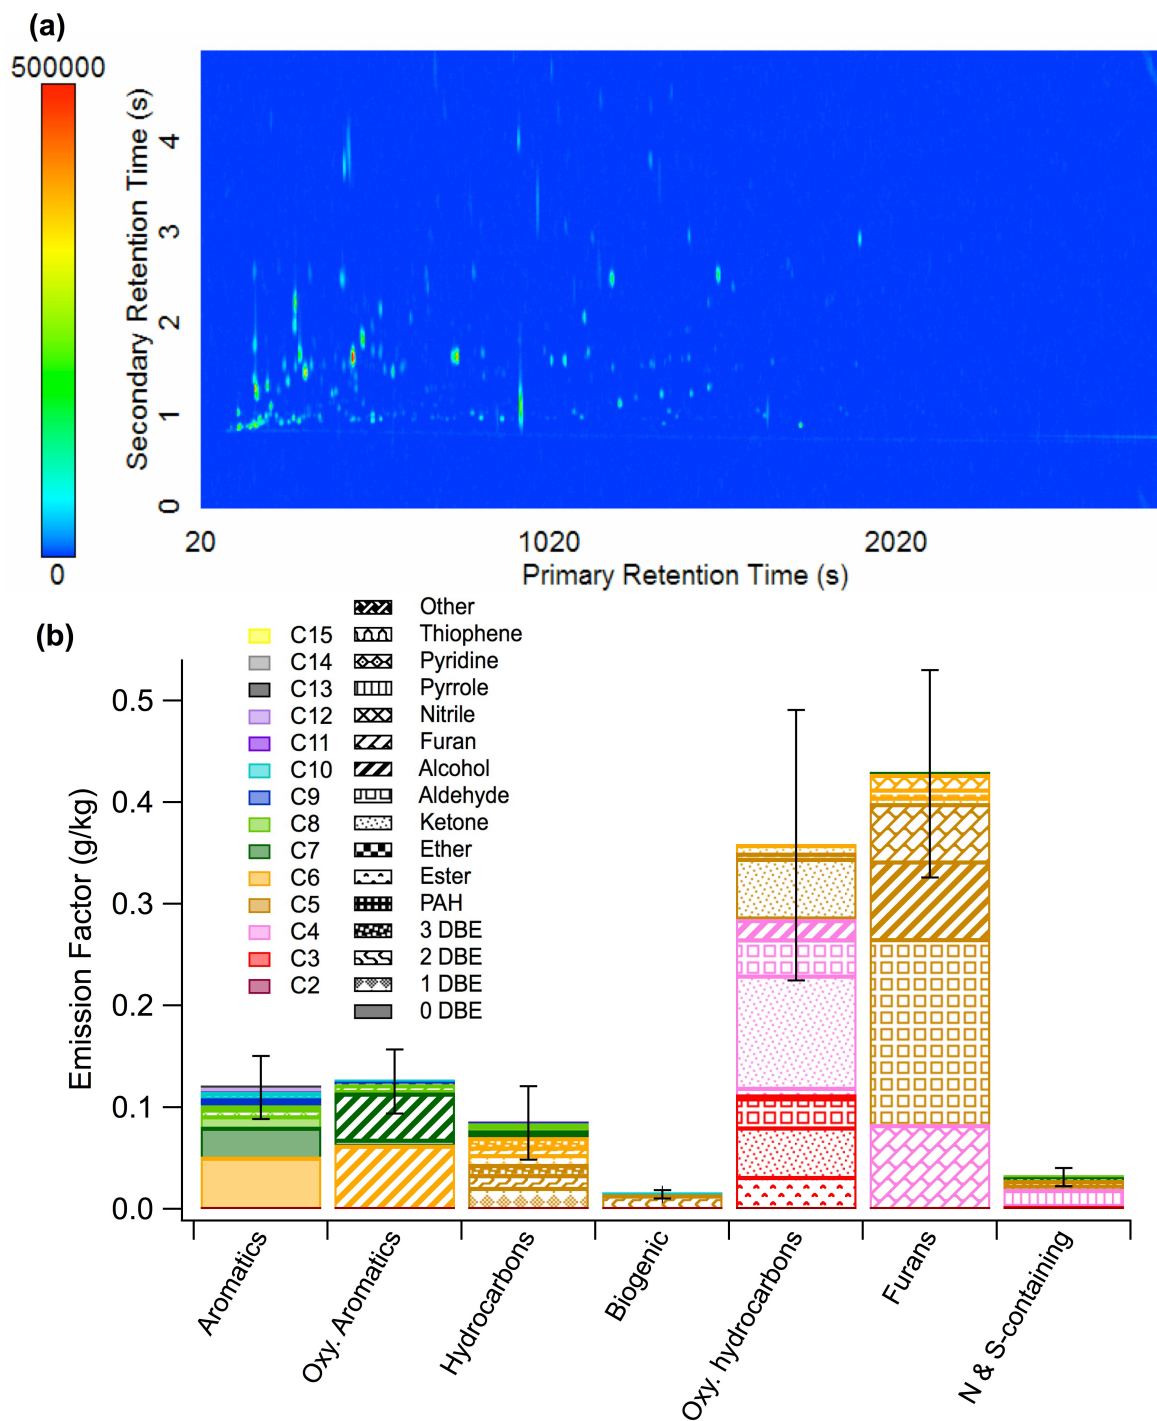 (a)
500000
0
Secondary Retention Time (s)
4
3
2
1
0
20 1020 2020
Primary Retention Time (s)
(b)
Other
C15 Thiophene
C14 Pyridine
C13 Pyrrole
C12 Nitrile
C11 Furan
C10 Alcohol
C9 Aldehyde
C8 Ketone
C7 Ether
C6 Ester
C5 PAH
C4 3 DBE
C3 2 DBE
C2 1 DBE
0 DBE
Emission Factor (g/kg)
0.5
0.4
0.3
0.2
0.1
0.0
Aromatics
Oxy. Aromatics
Hydrocarbons
Biogenic
Oxy. hydrocarbons
Furans
N & S-containing